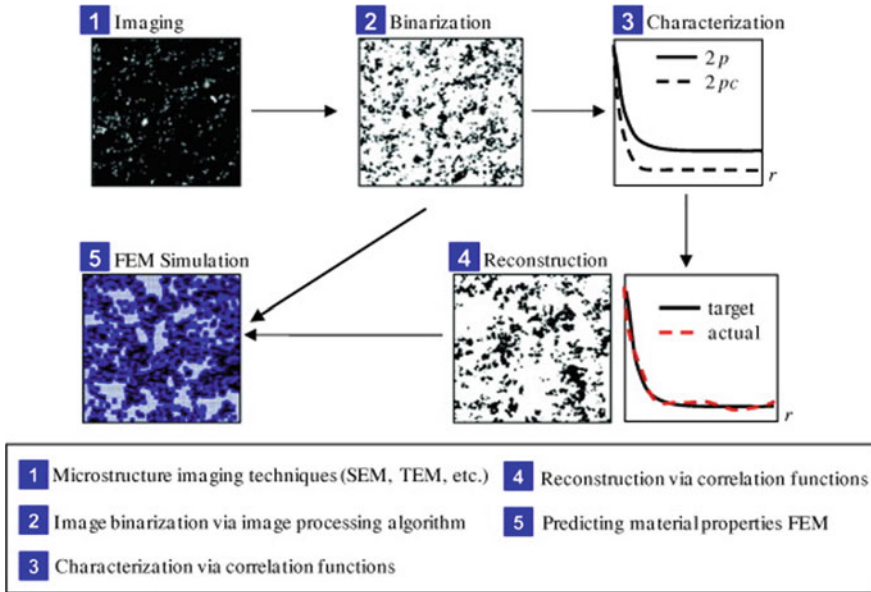 1 Imaging
2 Binarization
3 Characterization
2p
2pc
r
5 FEM Simulation
4 Reconstruction
target
actual
r
1 Microstructure imaging techniques (SEM, TEM, etc.)
2 Image binarization via image processing algorithm
3 Characterization via correlation functions
4 Reconstruction via correlation functions
5 Predicting material properties FEM